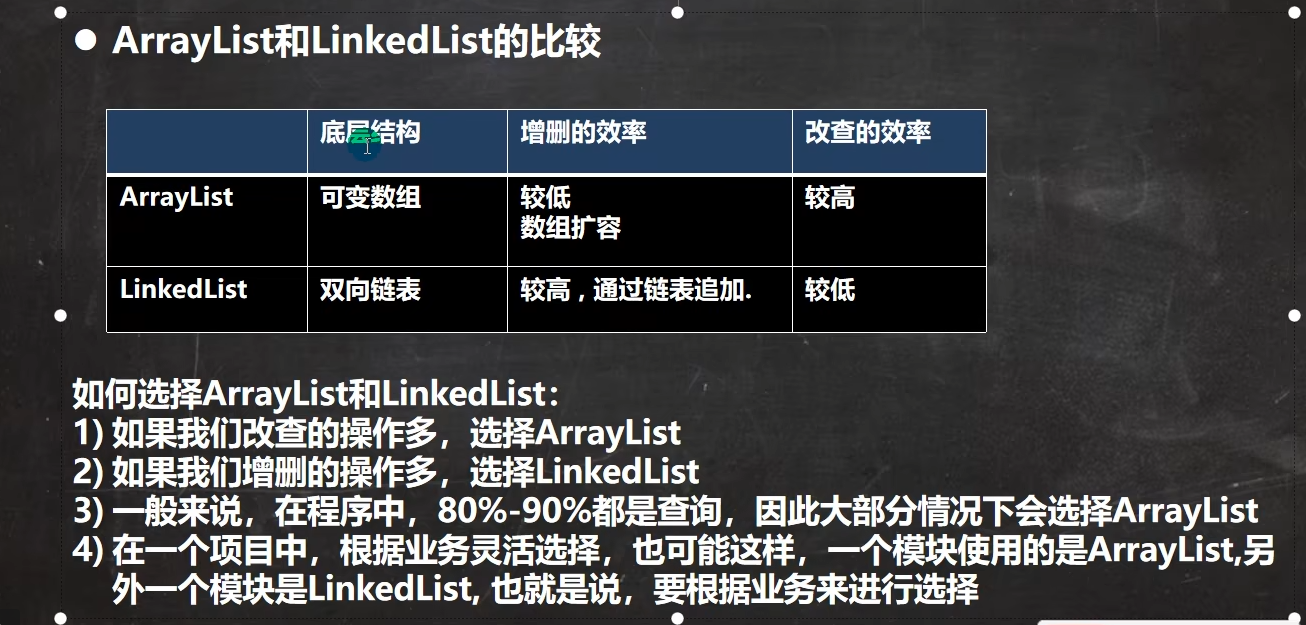 ● ArrayList和LinkedList的比较
底层结构 增删的效率 改查的效率
ArrayList 可变数组 较低 较高
数组扩容
LinkedList 双向链表 较高，通过链表追加. 较低
如何选择ArrayList和LinkedList：
1) 如果我们改查的操作多，选择ArrayList
2) 如果我们增删的操作多，选择LinkedList
3) 一般来说，在程序中，80%-90%都是查询，因此大部分情况下会选择ArrayList
4) 在一个项目中，根据业务灵活选择，也可能这样，一个模块使用的是ArrayList,另
外一个模块是LinkedList, 也就是说，要根据业务来进行选择